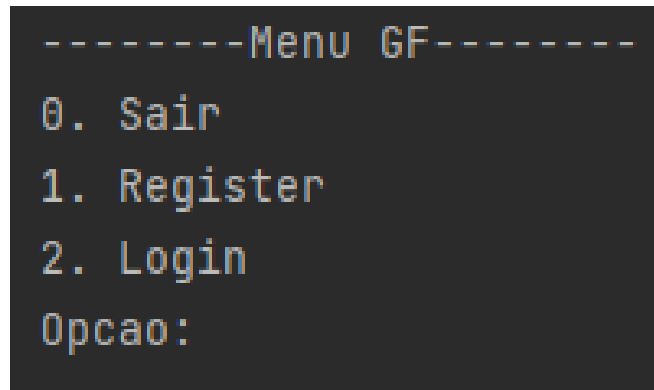 --------Menu GF--------
0. Sair
1. Register
2. Login
Opcao: